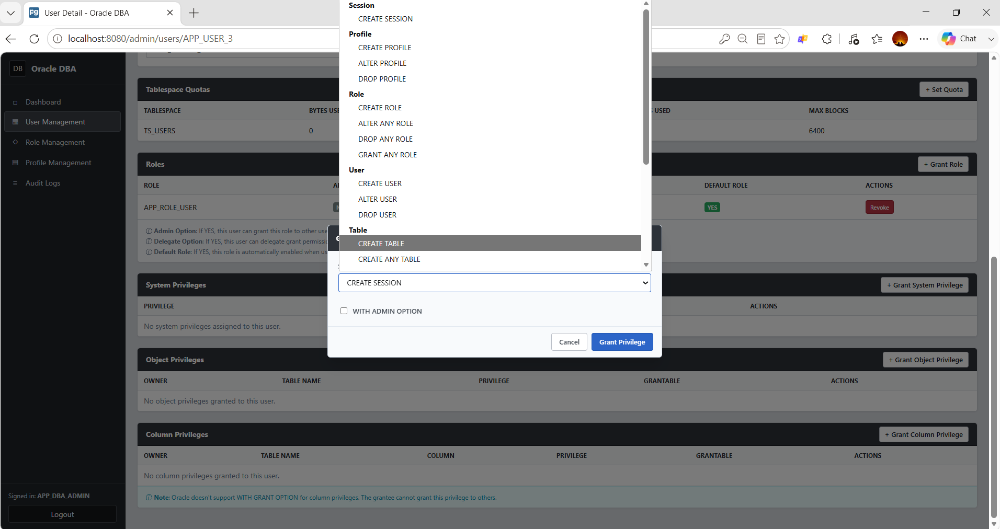 User Detail - Oracle DBA
localhost:8080/admin/users/APP_USER_3
Chat
DB Oracle DBA
Dashboard
User Management
Role Management
Profile Management
Audit Logs
Signed in: APP_DBA_ADMIN
Logout
Tablespace Quotas
+ Set Quota
TABLESPACE BYTES USED MAX BLOCKS
TS_USERS 0 6400
Roles
+ Grant Role
ROLE DEFAULT ROLE ACTIONS
APP_ROLE_USER YES Revoke
ⓘ Admin Option: If YES, this user can grant this role to other
ⓘ Delegate Option: If YES, this user can delegate grant
ⓘ Default Role: If YES, this role is automatically enabled when
System Privileges
+ Grant System Privilege
PRIVILEGE ACTIONS
No system privileges assigned to this user.
Object Privileges
+ Grant Object Privilege
OWNER TABLE NAME PRIVILEGE GRANTABLE ACTIONS
No object privileges granted to this user.
Column Privileges
+ Grant Column Privilege
OWNER TABLE NAME COLUMN PRIVILEGE GRANTABLE ACTIONS
No column privileges granted to this user.
ⓘ Note: Oracle doesn't support WITH GRANT OPTION for column privileges. The grantee cannot grant this privilege to others.
Session
CREATE SESSION
Profile
CREATE PROFILE
ALTER PROFILE
DROP PROFILE
Role
CREATE ROLE
ALTER ANY ROLE
DROP ANY ROLE
GRANT ANY ROLE
User
CREATE USER
ALTER USER
DROP USER
Table
CREATE TABLE
CREATE ANY TABLE
CREATE SESSION
WITH ADMIN OPTION
Cancel
Grant Privilege